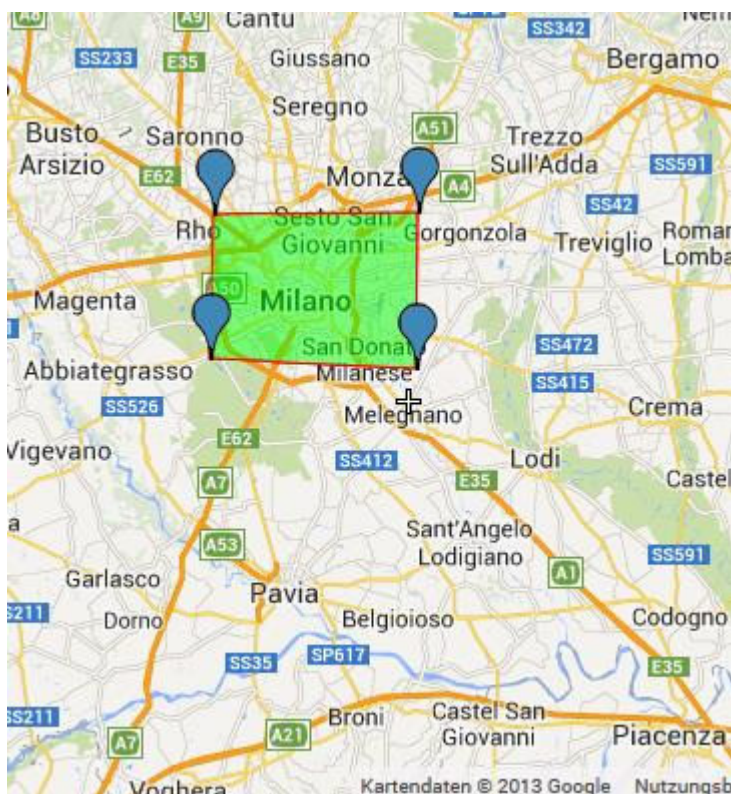 Cantu
SS342
SS233
E35
Giussano
Bergamo
Seregno
A51
Busto
Arsizio
Saronno
Trezzo
Sull'Adda
E62
Monza
A4
SS591
SS42
Rho
Sesto San
Giovanni
Gorgonzola
Treviglio
A50
Magenta
Milano
San Donat
Milanese
SS472
Abbiategrasso
SS415
SS526
Melegnano
Crema
E62
Vigevano
SS412
Lodi
A7
E35
Castel
A53
Sant'Angelo
Lodigiano
SS591
A1
Garlasco
Pavia
Dorno
Belgioioso
Codogno
SS35
SP617
E35
Broni
Castel San
Giovanni
A7
A21
Piacenza
Voghera
Kartendaten © 2013 Google